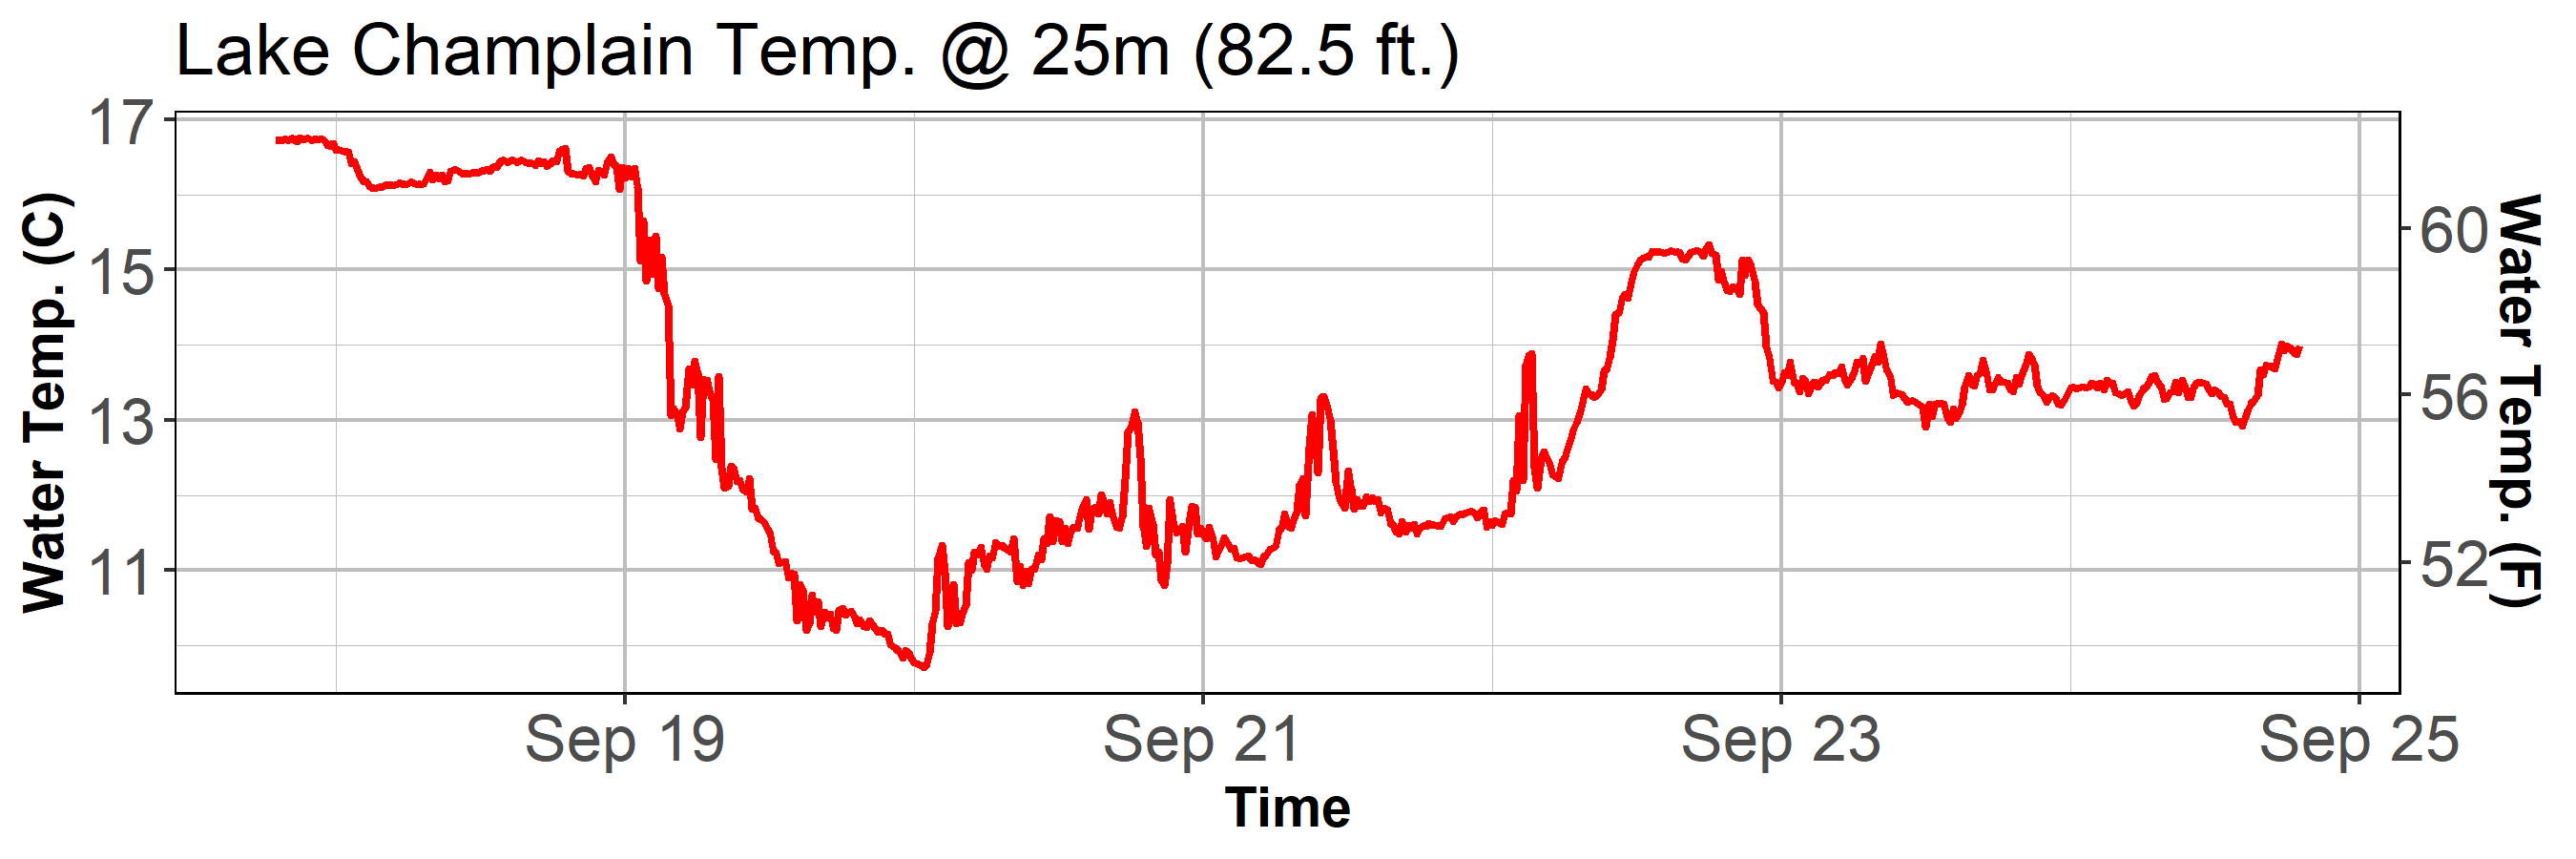 Lake Champlain Temp. @ 25m (82.5 ft.)
Water Temp. (C)
17
15
13
11
60
56
52
Water Temp. (F)
Sep 19
Sep 21
Sep 23
Sep 25
Time